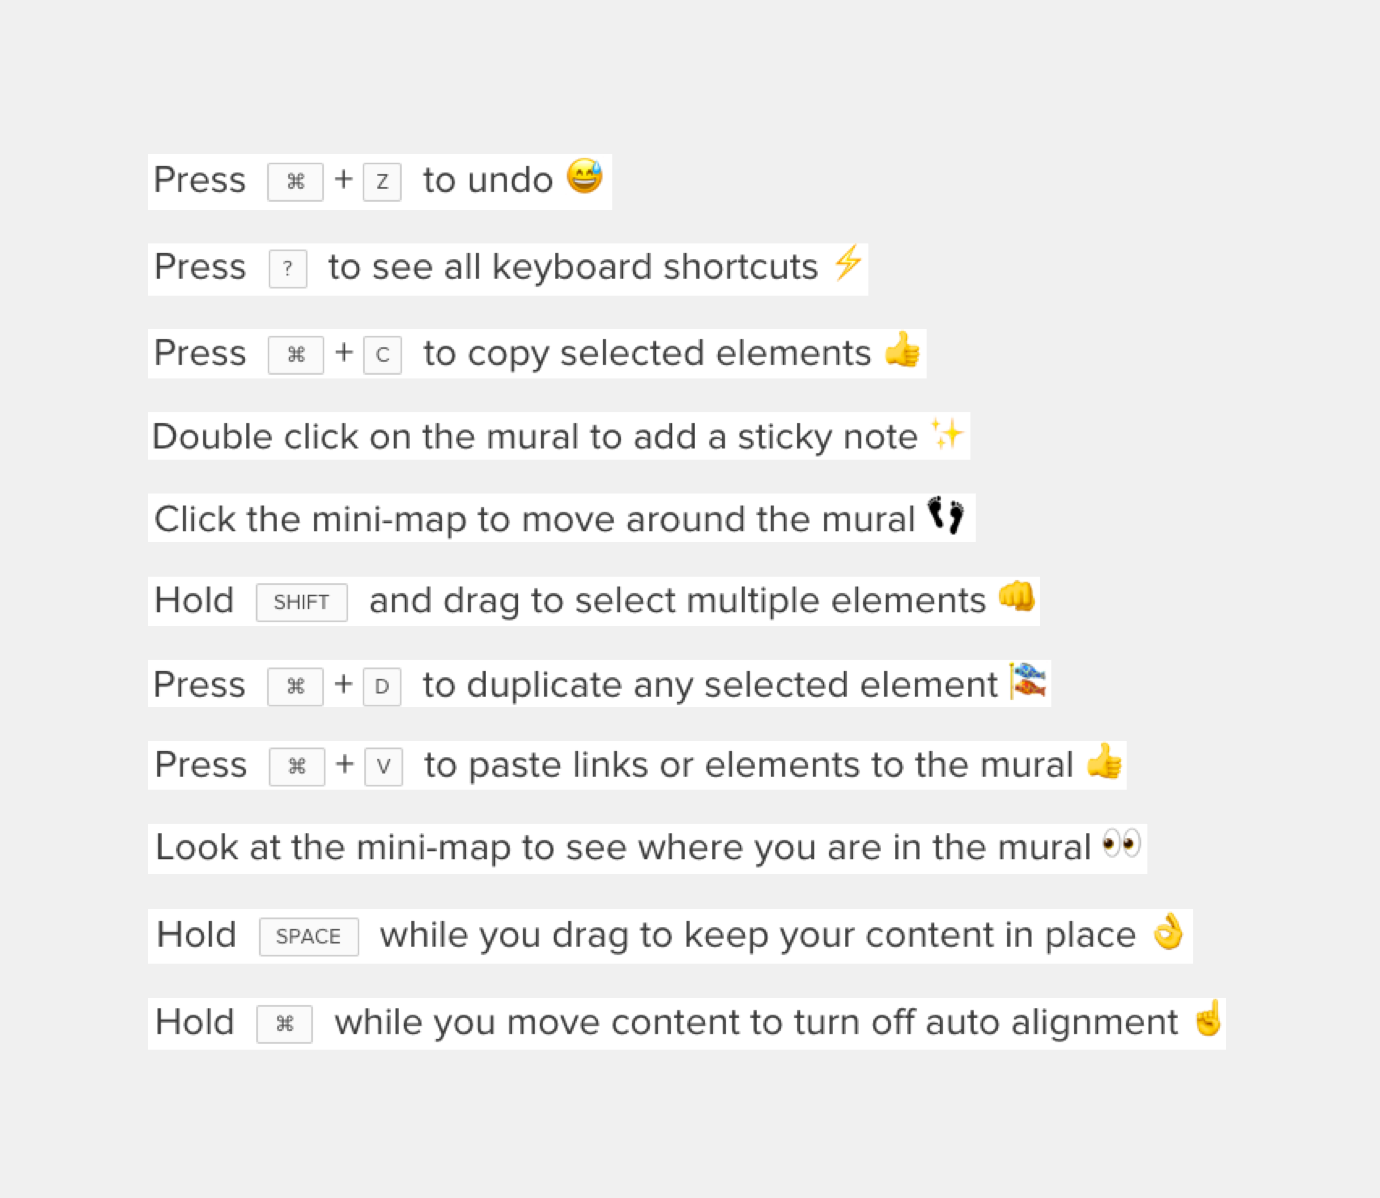 Press ⌘ + Z to undo 😅
Press ? to see all keyboard shortcuts ⚡
Press ⌘ + C to copy selected elements 👍
Double click on the mural to add a sticky note ✨
Click the mini-map to move around the mural 👣
Hold SHIFT and drag to select multiple elements 👊
Press ⌘ + D to duplicate any selected element 🎏
Press ⌘ + V to paste links or elements to the mural 👍
Look at the mini-map to see where you are in the mural 👀
Hold SPACE while you drag to keep your content in place 👌
Hold ⌘ while you move content to turn off auto alignment ☝️